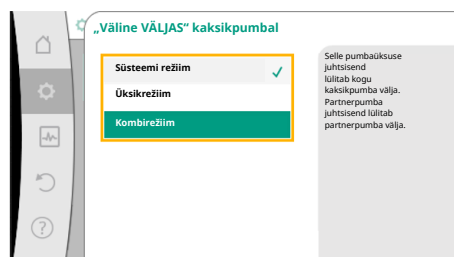 „Väline VÄLJAS“ kaksikpumbal
Süsteemi režiim
Üksikrežiim
Kombirežiim
Selle pumbaüksuse
juhtsisend
lülitab kogu
kaksikpumba välja.
Partnerpumba
juhtsisend lülitab
partnerpumba välja.
?